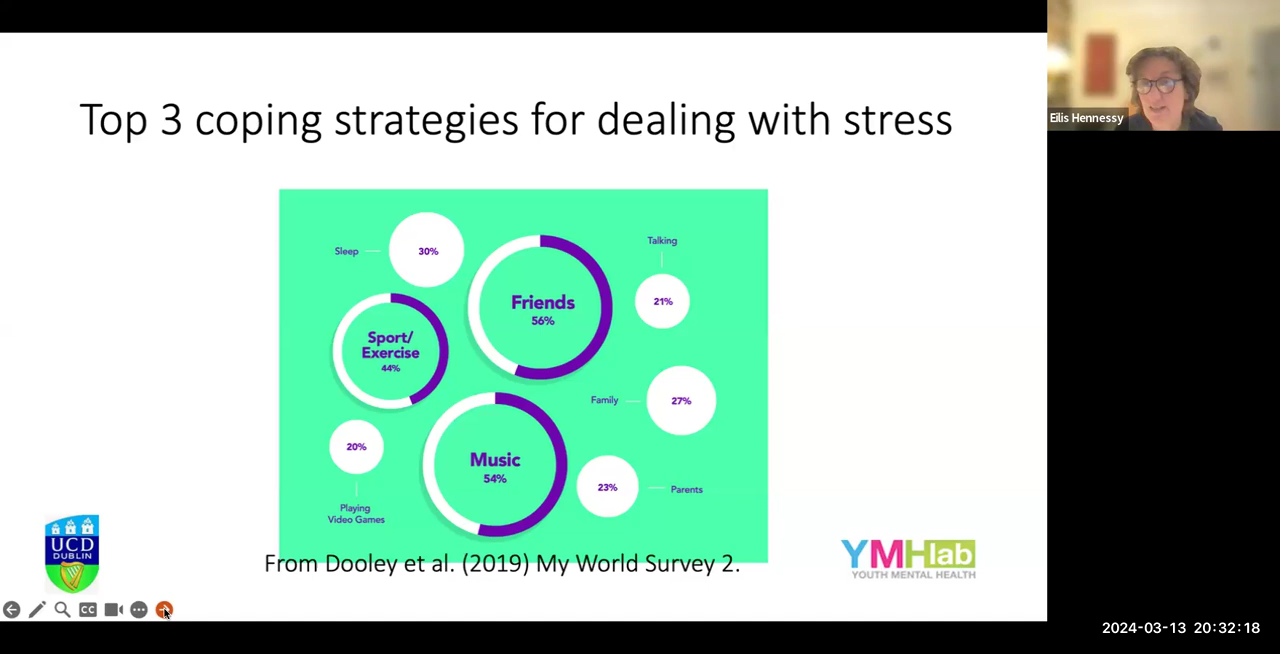 Top 3 coping strategies for dealing with stress
Eilis Hennessy
Sleep
30%
Friends
56%
Talking
21%
Sport/
Exercise
44%
Family
27%
20%
Playing
Video Games
Music
54%
23%
Parents
From Dooley et al. (2019) My World Survey 2.
UCD
DUBLIN
YMHlab
YOUTH MENTAL HEALTH
CC
2024-03-13 20:32:18